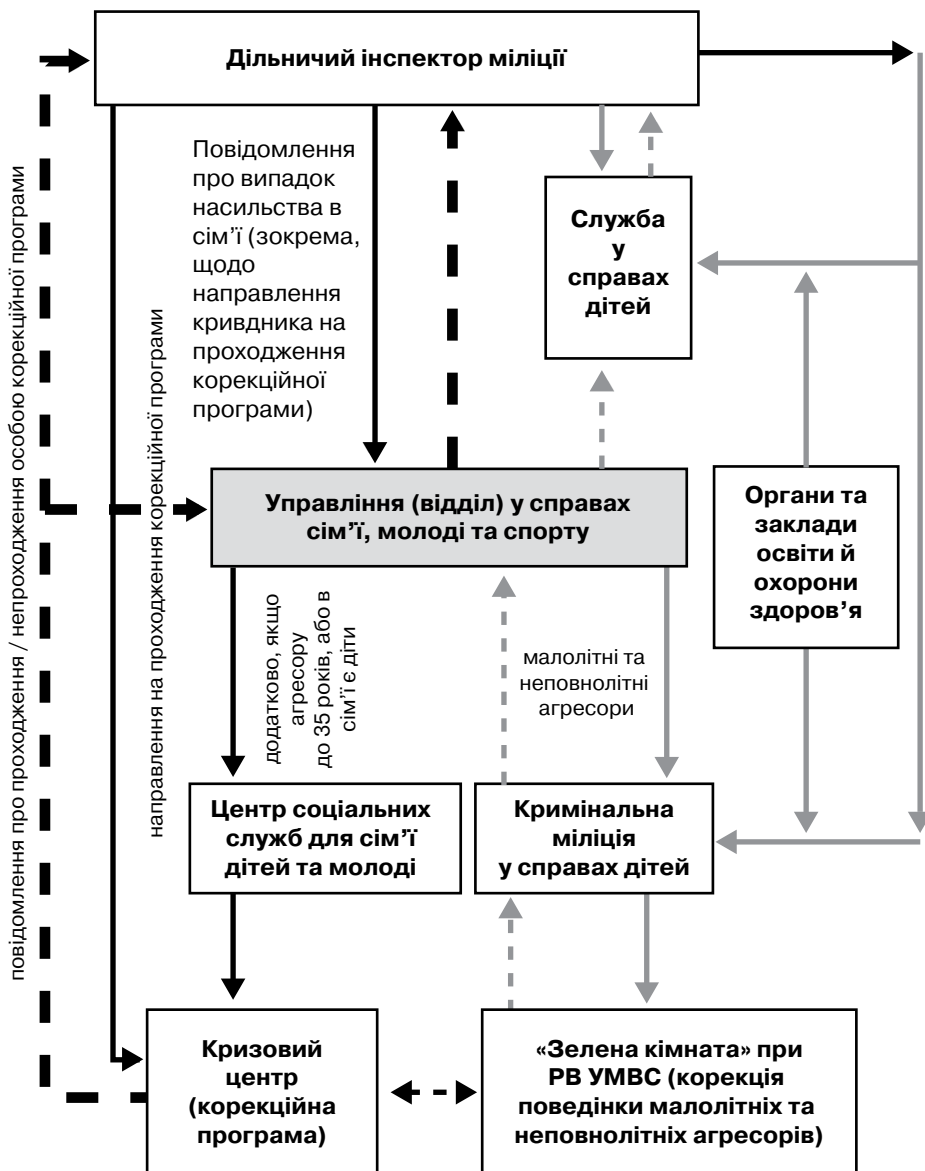 Дільничий інспектор міліції
Повідомлення
про випадок
насильства в
сім’ї (зокрема,
щодо
направлення
кривдника на
проходження
корекційної
програми)
Служба
у
справах
дітей
повідомлення про проходження / непроходження особою корекційної програми
направлення на проходження корекційної програми
Управління (відділ) у справах
сім’ї, молоді та спорту
Органи та
заклади
освіти й
охорони
здоров’я
додатково, якщо
агресору
до 35 років, або в
сім’ї є діти
малолітні та
неповнолітні
агресори
Центр соціальних
служб для сім’ї
дітей та молоді
Кримінальна
міліція
у справах дітей
Кризовий
центр
(корекційна
програма)
«Зелена кімната» при
РВ УМВС (корекція
поведінки малолітніх та
неповнолітніх агресорів)